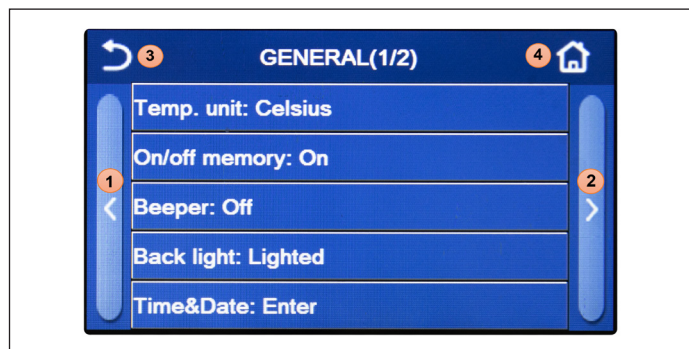 3 GENERAL(1/2) 4
Temp. unit: Celsius
On/off memory: On
1
2
Beeper: Off
Back light: Lighted
Time&Date: Enter